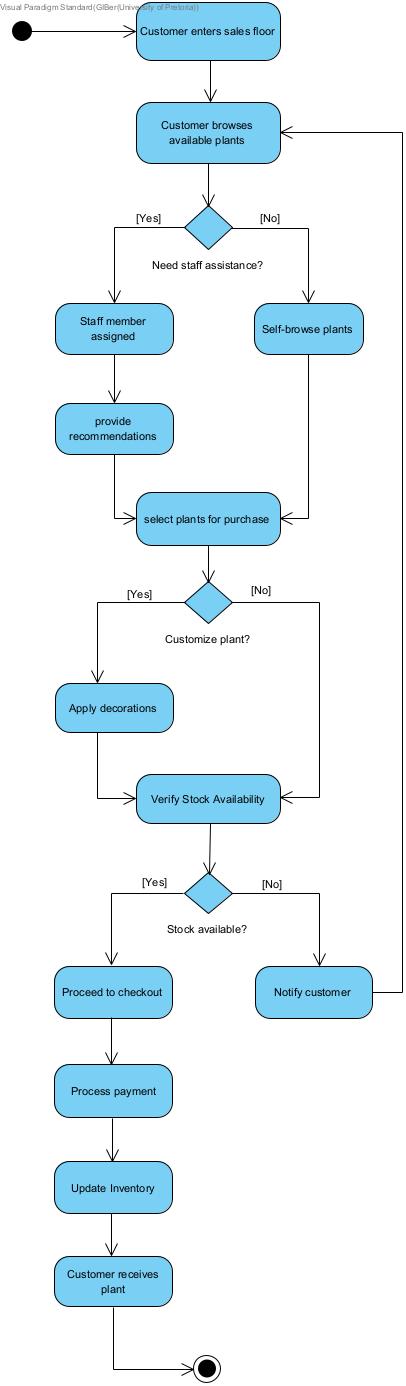 Visual Paradigm Standard(GIBer(University of Pretoria))
Customer enters sales floor
Customer browses
available plants
[Yes]
[No]
Need staff assistance?
Staff member
assigned
Self-browse plants
provide
recommendations
select plants for purchase
[Yes]
[No]
Customize plant?
Apply decorations
Verify Stock Availability
[Yes]
[No]
Stock available?
Proceed to checkout
Notify customer
Process payment
Update Inventory
Customer receives
plant